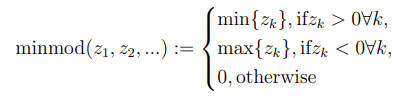 min{zₖ}, ifzₖ > 0∀k,
minmod(z₁, z₂, ...) := { max{zₖ}, ifzₖ < 0∀k,
0, otherwise